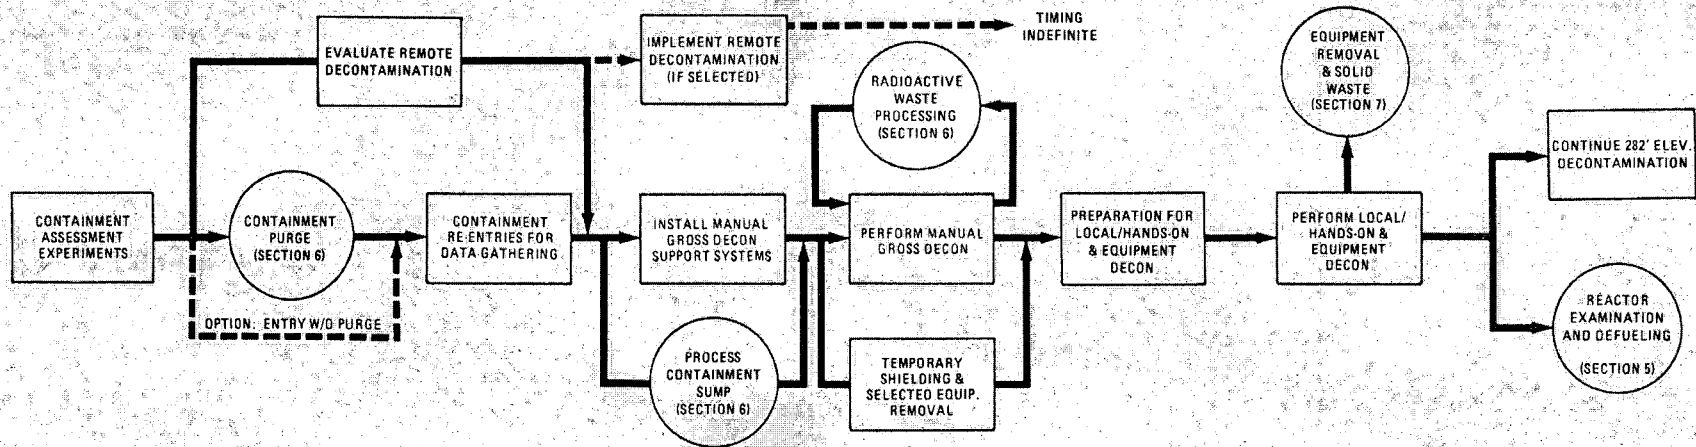 EVALUATE REMOTE
DECONTAMINATION
IMPLEMENT REMOTE
DECONTAMINATION
(IF SELECTED)
TIMING
INDEFINITE
RADIOACTIVE
WASTE
PROCESSING
(SECTION 6)
EQUIPMENT
REMOVAL
& SOLID
WASTE
(SECTION 7)
CONTINUE 282' ELEV.
DECONTAMINATION
CONTAINMENT
ASSESSMENT
EXPERIMENTS
CONTAINMENT
PURGE
(SECTION 6)
CONTAINMENT
RE-ENTRIES FOR
DATA GATHERING
INSTALL MANUAL
GROSS DECON
SUPPORT SYSTEMS
PERFORM MANUAL
GROSS DECON
PREPARATION FOR
LOCAL/HANDS-ON
& EQUIPMENT
DECON
PERFORM LOCAL/
HANDS-ON &
EQUIPMENT
DECON
OPTION: ENTRY W/O PURGE
PROCESS
CONTAINMENT
SUMP
(SECTION 6)
TEMPORARY
SHIELDING &
SELECTED EQUIP.
REMOVAL
REACTOR
EXAMINATION
AND DEFUELING
(SECTION 5)